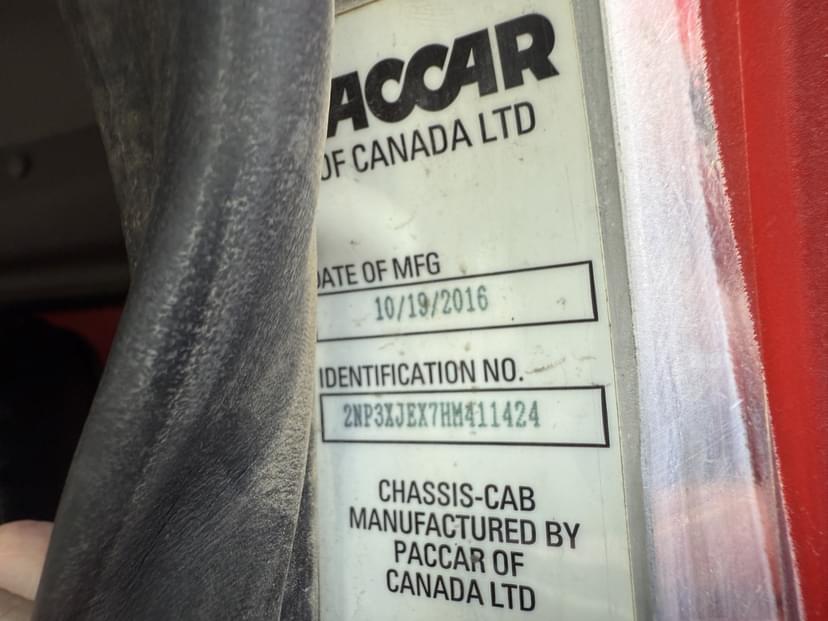 ACCAR
OF CANADA LTD
DATE OF MFG
10/19/2016
IDENTIFICATION NO.
2NP3XJEX7HM411424
CHASSIS-CAB
MANUFACTURED BY
PACCAR OF
CANADA LTD